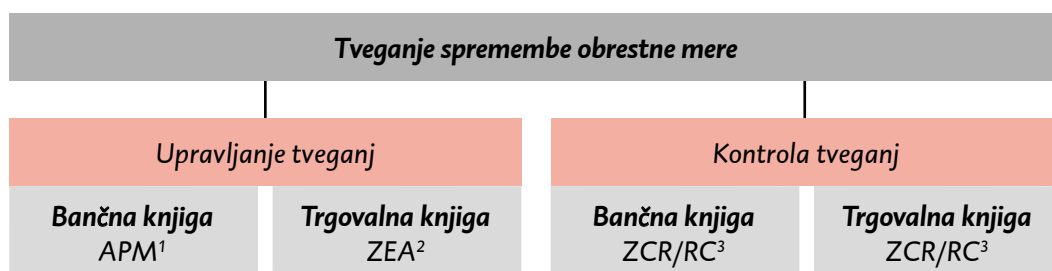 Tveganje spremembe obrestne mere
Upravljanje tveganj
Kontrola tveganj
Bančna knjiga
APM¹
Trgovalna knjiga
ZEA²
Bančna knjiga
ZCR/RC³
Trgovalna knjiga
ZCR/RC³